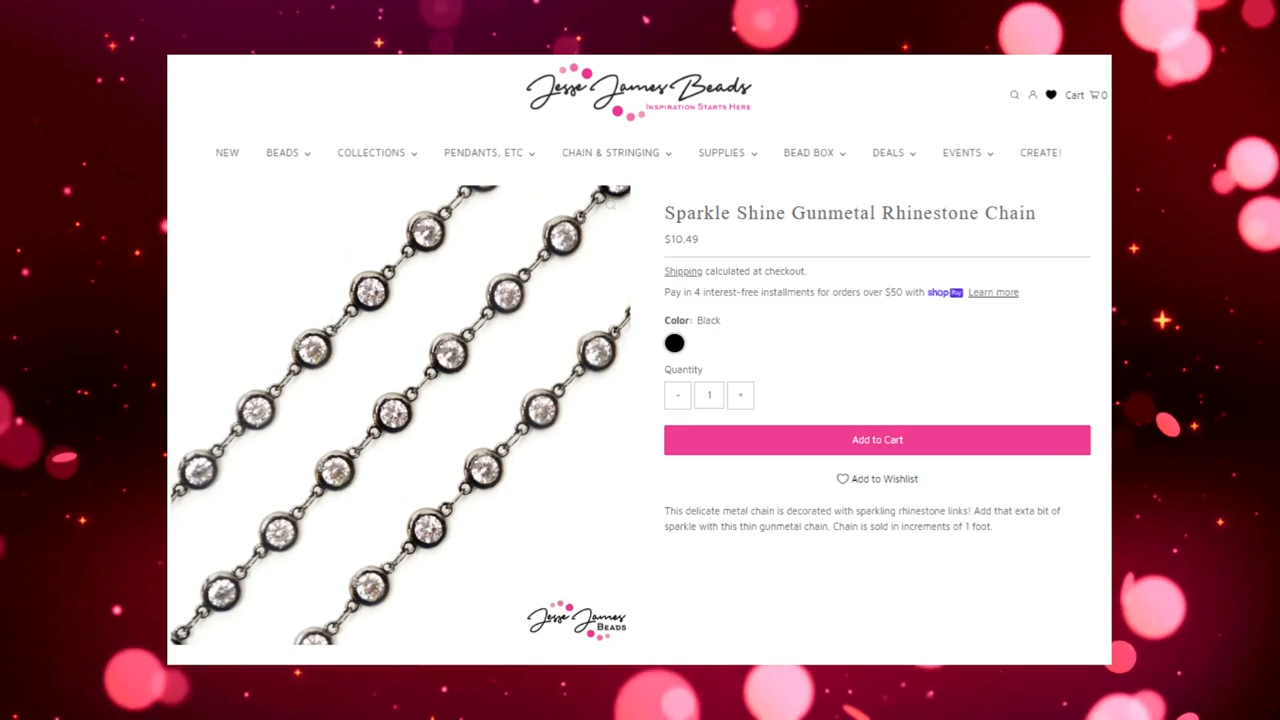 Jesse James Beads
INSPIRATION STARTS HERE
Cart 0
NEW BEADS COLLECTIONS PENDANTS, ETC CHAIN & STRINGING SUPPLIES BEAD BOX DEALS EVENTS CREATE!
Sparkle Shine Gunmetal Rhinestone Chain
$10.49
Shipping calculated at checkout.
Pay in 4 interest-free installments for orders over $50 with shop Pay Learn more
Color: Black
Quantity
- 1 +
Add to Cart
Add to Wishlist
This delicate metal chain is decorated with sparkling rhinestone links! Add that exta bit of
sparkle with this thin gunmetal chain. Chain is sold in increments of 1 foot.
Jesse James
BEADS